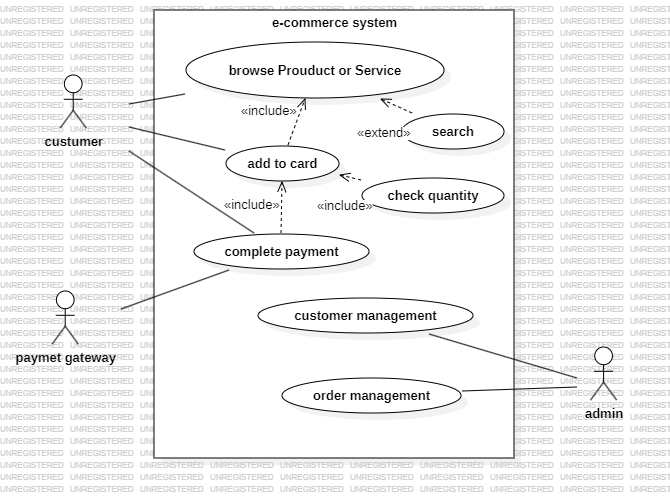 e-commerce system
browse Prouduct or Service
«include»
«extend»
search
custumer
add to card
check quantity
«include»
«include»
complete payment
customer management
paymet gateway
order management
admin
UNREGISTERED